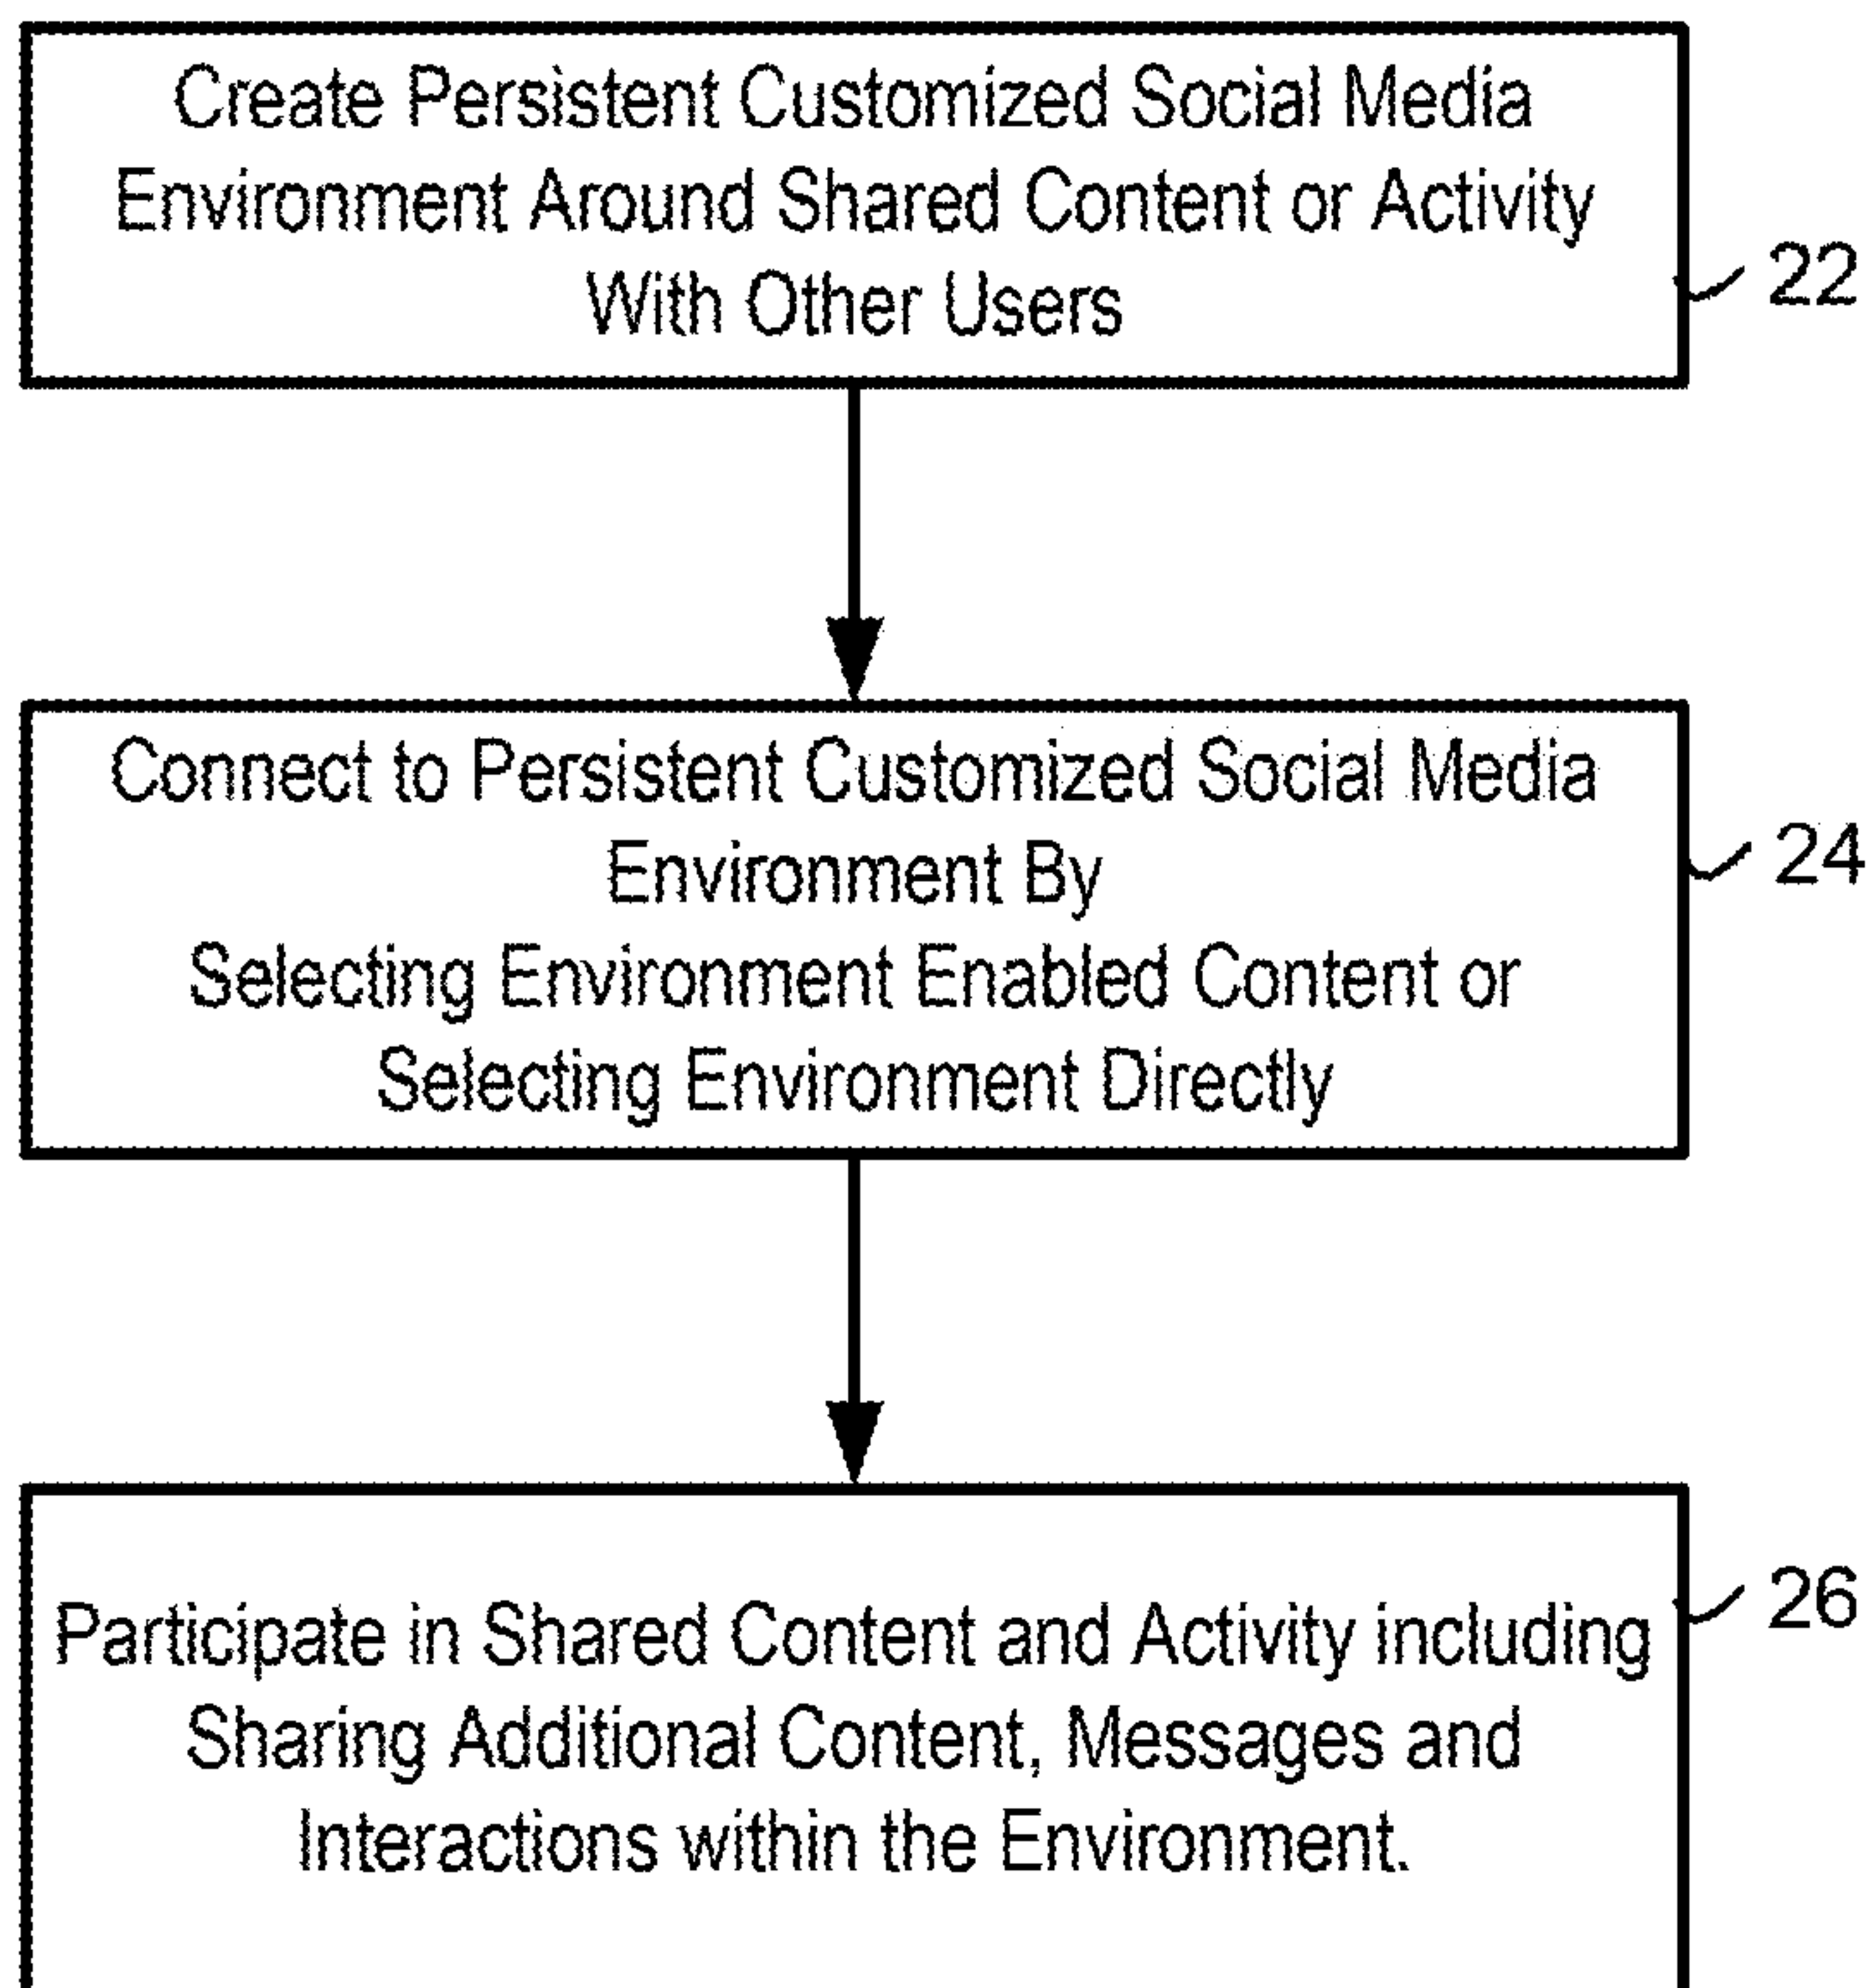 Create Persistent Customized Social Media
Environment Around Shared Content or Activity
With Other Users
22
Connect to Persistent Customized Social Media
Environment By
Selecting Environment Enabled Content or
Selecting Environment Directly
24
Participate in Shared Content and Activity including
Sharing Additional Content, Messages and
Interactions within the Environment.
26